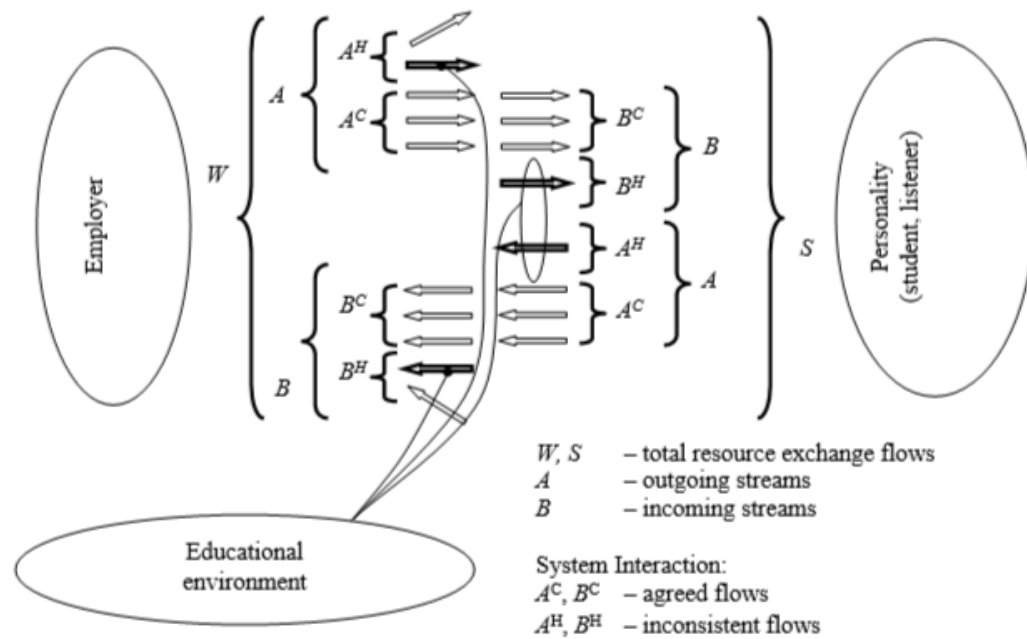 Employer
W
A
A^H
A^C
B
B^C
B^H
B^C
B^H
B
A^H
A^C
A
S
Personality
(student, listener)
Educational
environment
W, S – total resource exchange flows
A – outgoing streams
B – incoming streams
System Interaction:
A^C, B^C – agreed flows
A^H, B^H – inconsistent flows